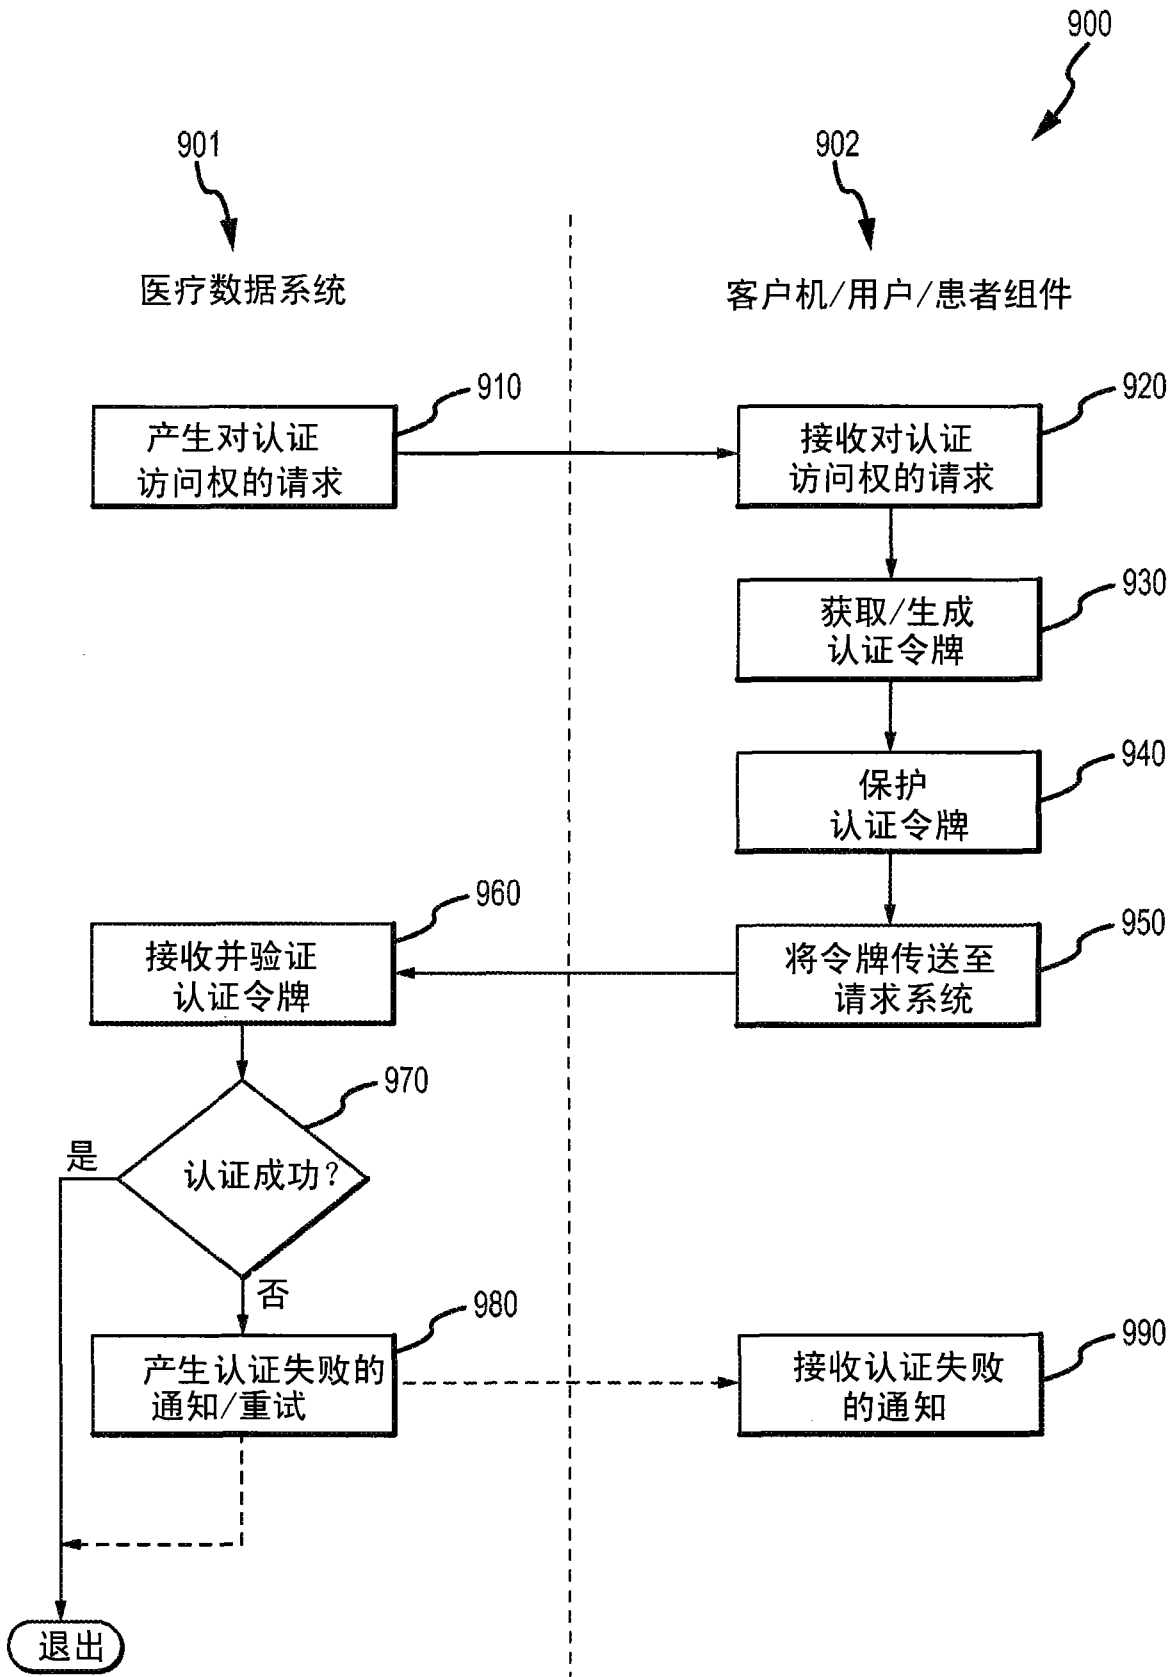 900
901
902
医疗数据系统
客户机/用户/患者组件
910
产生对认证
访问权的请求
920
接收对认证
访问权的请求
930
获取/生成
认证令牌
940
保护
认证令牌
950
将令牌传送至
请求系统
960
接收并验证
认证令牌
970
认证成功?
是
否
980
产生认证失败的
通知/重试
990
接收认证失败
的通知
退出